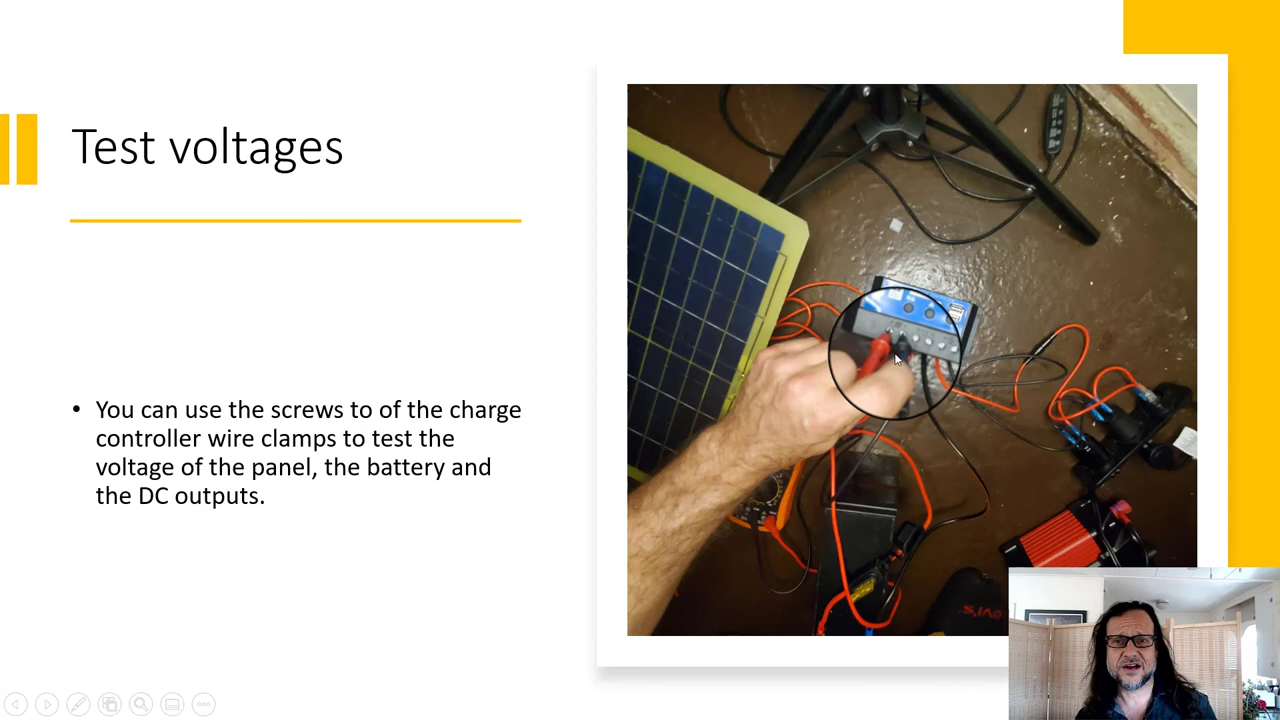 Test voltages
• You can use the screws to of the charge
controller wire clamps to test the
voltage of the panel, the battery and
the DC outputs.